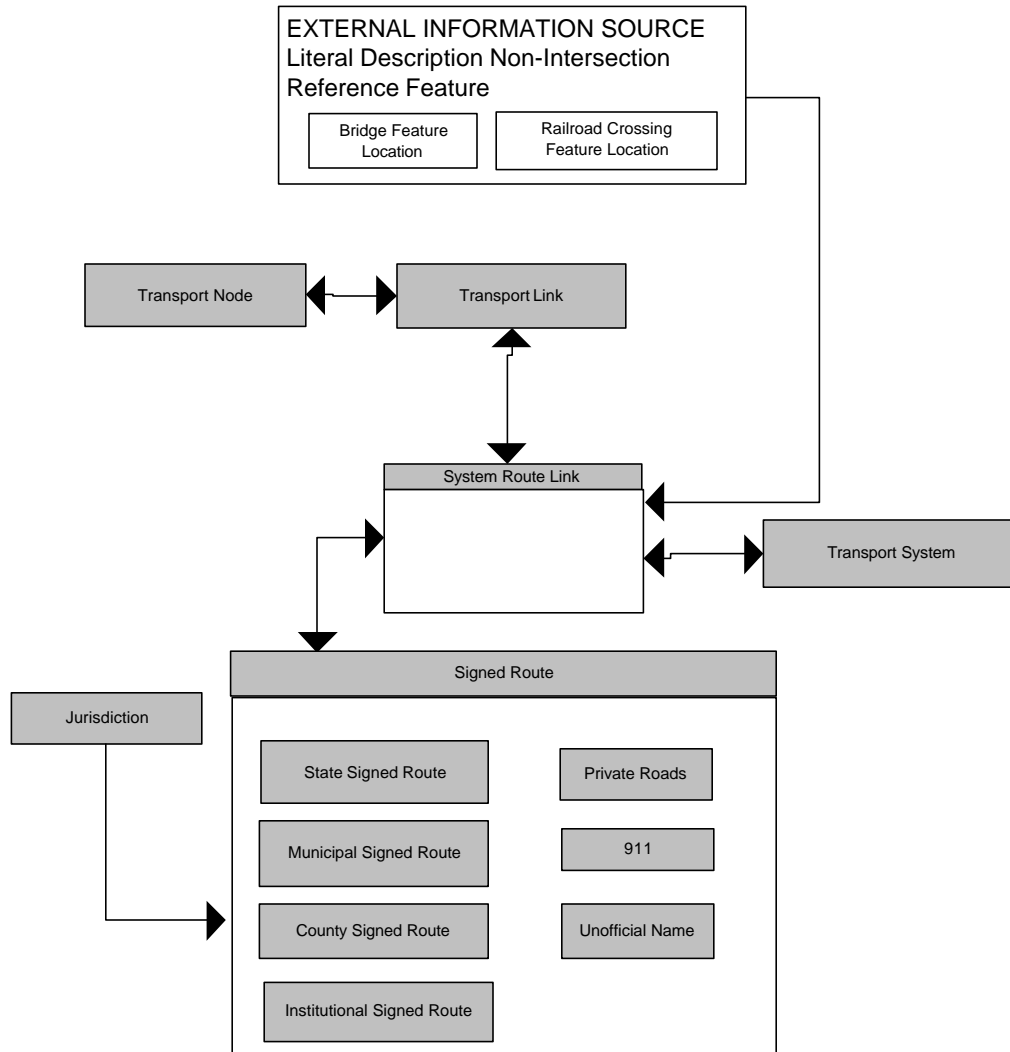 EXTERNAL INFORMATION SOURCE
Literal Description Non-Intersection
Reference Feature
Bridge Feature
Location
Railroad Crossing
Feature Location
Transport Node
Transport Link
System Route Link
Transport System
Signed Route
Jurisdiction
State Signed Route
Private Roads
Municipal Signed Route
911
County Signed Route
Unofficial Name
Institutional Signed Route